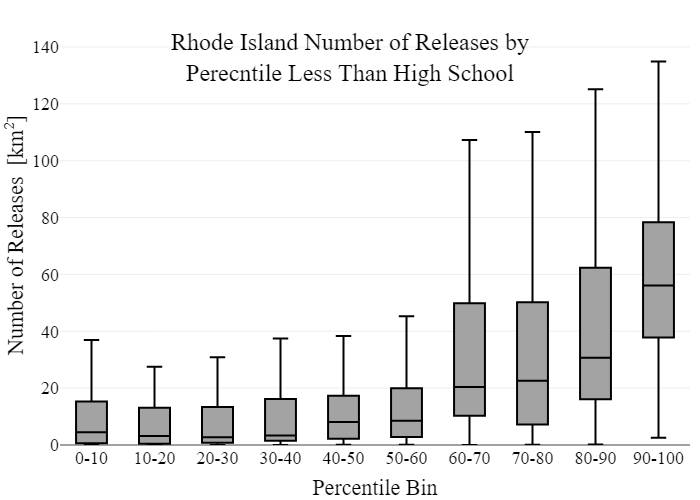 Rhode Island Number of Releases by
Perecntile Less Than High School
Number of Releases [km²]
140
120
100
80
60
40
20
0
0-10 10-20 20-30 30-40 40-50 50-60 60-70 70-80 80-90 90-100
Percentile Bin